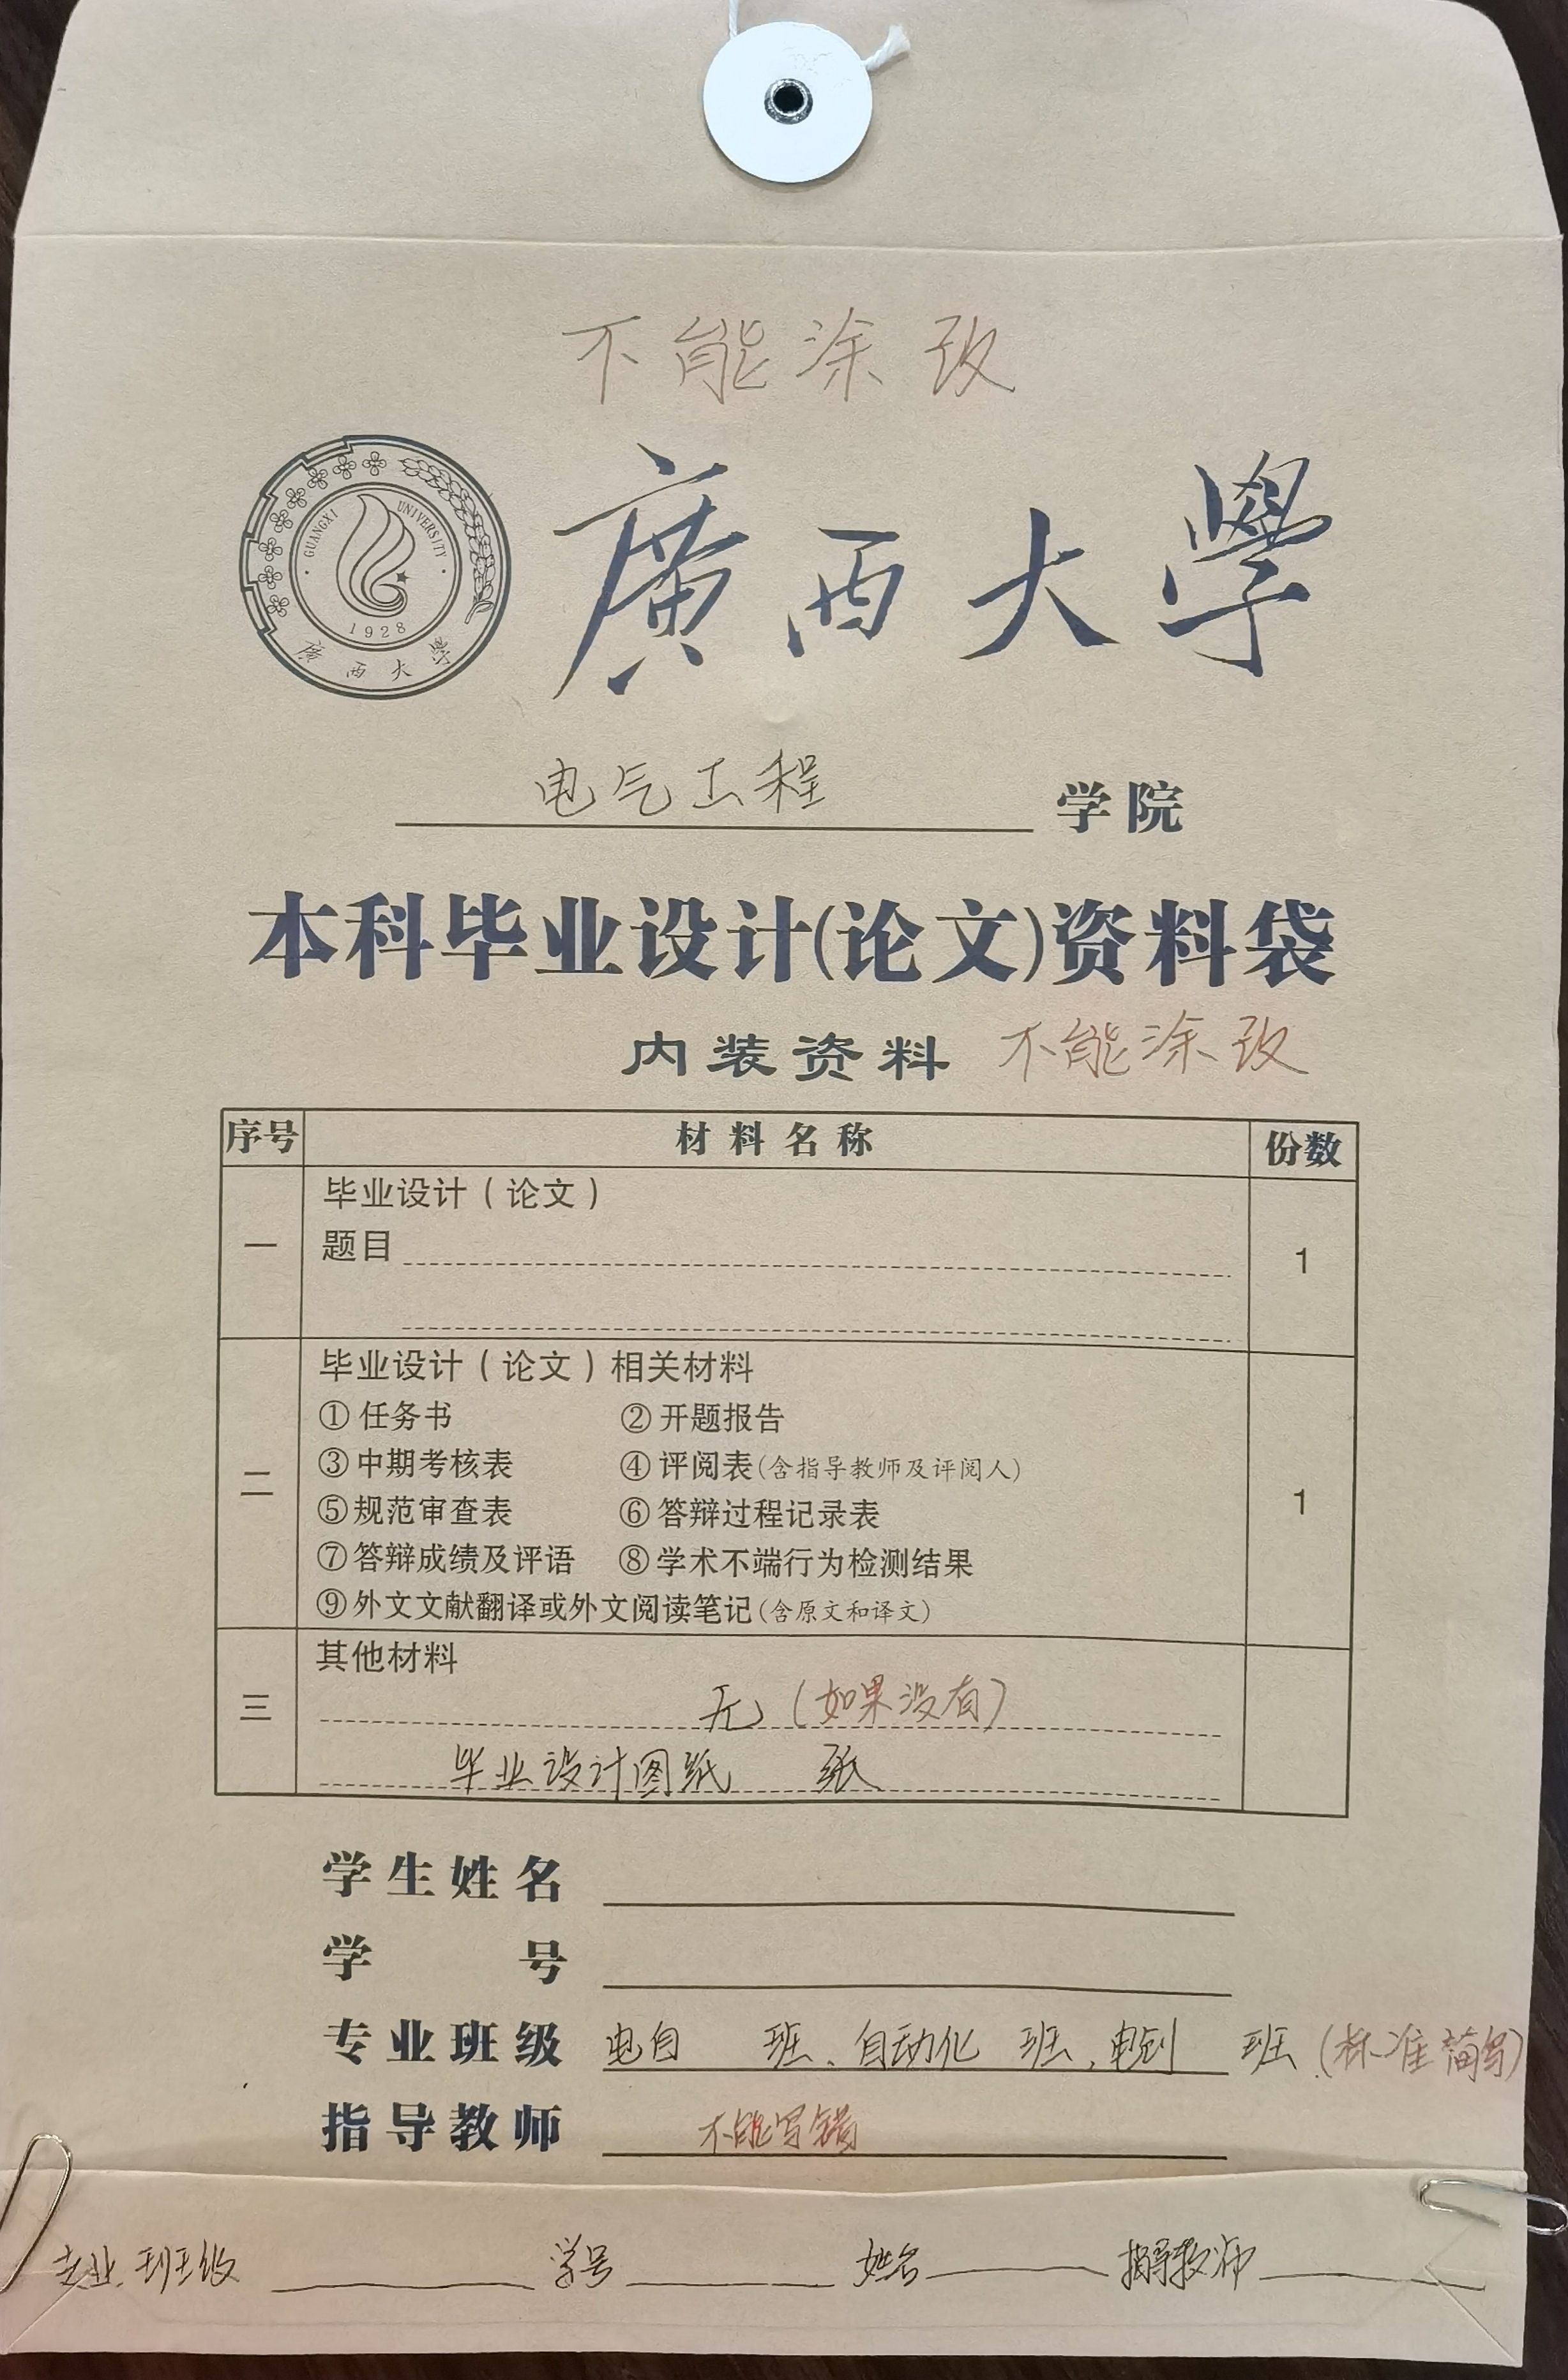 不能涂改
GUANGXI UNIVERSITY
1928
廣西大學
廣西大學
电气工程 学院
本科毕业设计(论文)资料袋
内装资料 不能涂改
序号 材料名称 份数
一 毕业设计(论文) 1
题目
二 毕业设计(论文)相关材料 1
①任务书 ②开题报告
③中期考核表 ④评阅表(含指导教师及评阅人)
⑤规范审查表 ⑥答辩过程记录表
⑦答辩成绩及评语 ⑧学术不端行为检测结果
⑨外文文献翻译或外文阅读笔记(含原文和译文)
三 其他材料
无(如果没有)
毕业设计图纸 纸
学生姓名
学号
专业班级 电自 班、自动化 班、电创 班(标准简写)
指导教师 不能写错
专业班级 学号 姓名 指导教师